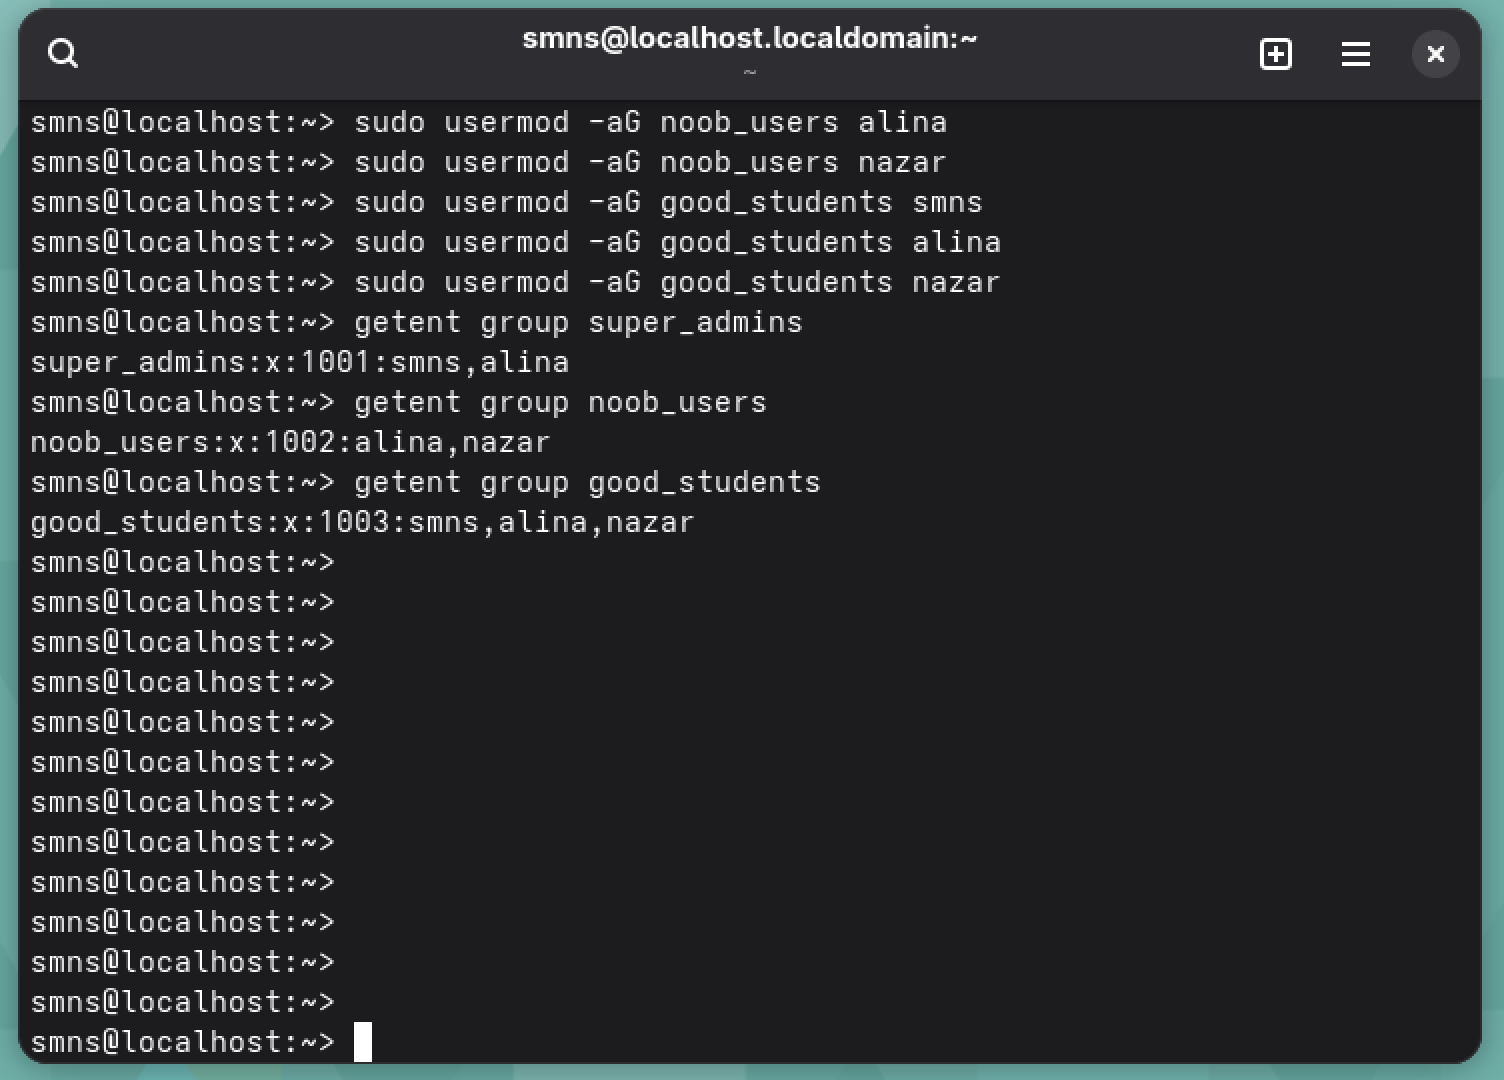 smns@localhost.localdomain:~
~
smns@localhost:~> sudo usermod -aG noob_users alina
smns@localhost:~> sudo usermod -aG noob_users nazar
smns@localhost:~> sudo usermod -aG good_students smns
smns@localhost:~> sudo usermod -aG good_students alina
smns@localhost:~> sudo usermod -aG good_students nazar
smns@localhost:~> getent group super_admins
super_admins:x:1001:smns,alina
smns@localhost:~> getent group noob_users
noob_users:x:1002:alina,nazar
smns@localhost:~> getent group good_students
good_students:x:1003:smns,alina,nazar
smns@localhost:~>
smns@localhost:~>
smns@localhost:~>
smns@localhost:~>
smns@localhost:~>
smns@localhost:~>
smns@localhost:~>
smns@localhost:~>
smns@localhost:~>
smns@localhost:~>
smns@localhost:~>
smns@localhost:~>
smns@localhost:~>